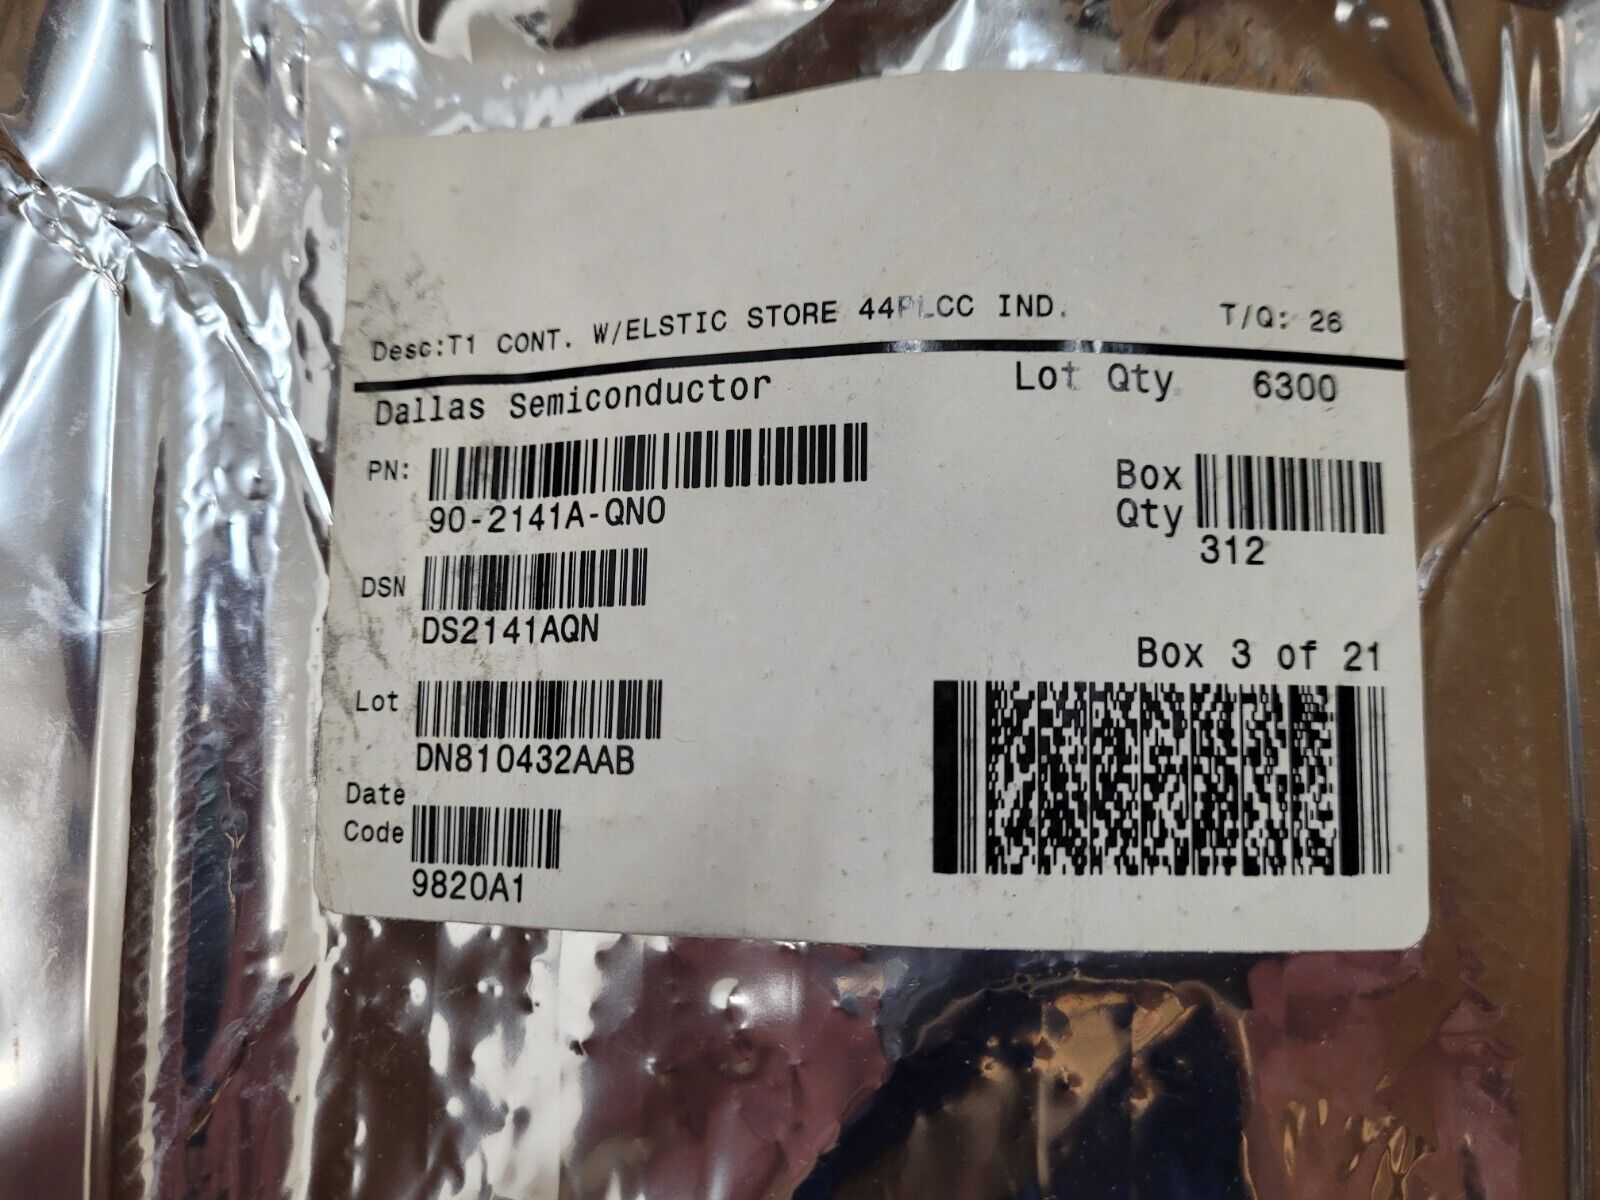 Desc:T1 CONT. W/ELSTIC STORE 44PLCC IND. T/Q: 26
Dallas Semiconductor Lot Qty 6300
PN:
90-2141A-QN0
Box
Qty
312
DSN
DS2141AQN
Box 3 of 21
Lot
DN810432AAB
Date
Code
9820A1